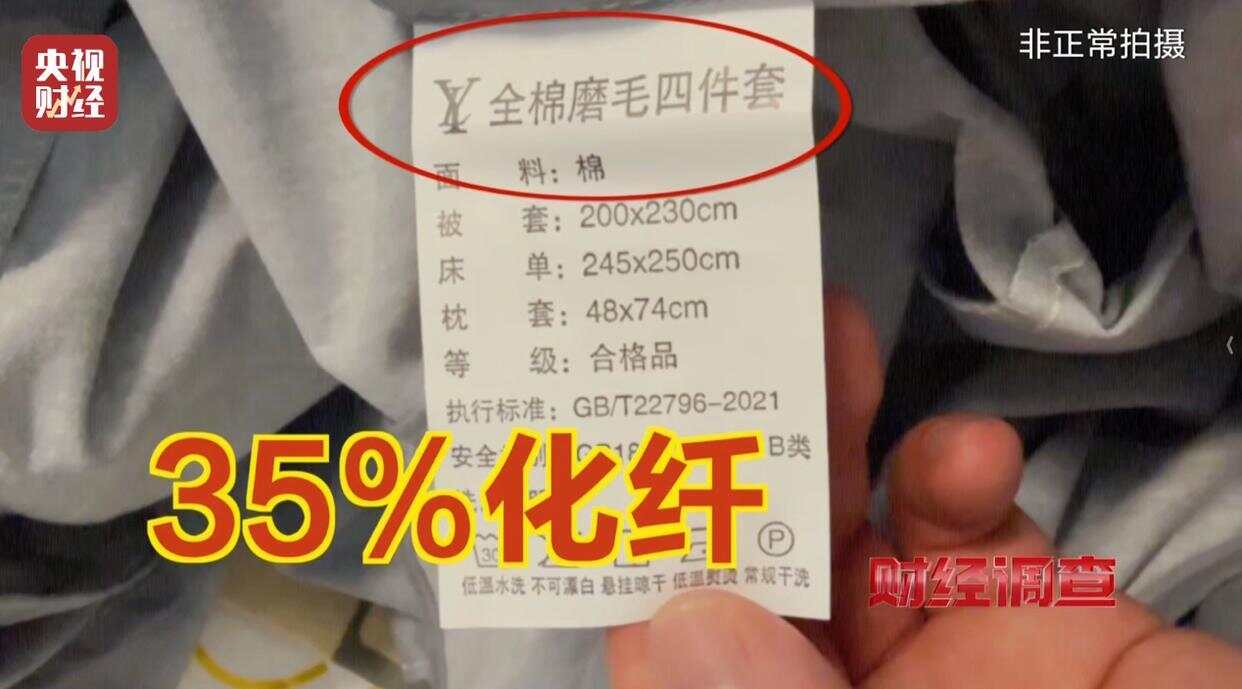 央视
财经
非正常拍摄
全棉磨毛四件套
面 料：棉
被 套：200x230cm
床 单：245x250cm
枕 套：48x74cm
等 级：合格品
执行标准：GB/T22796-2021
安全 B类
35%化纤
30
P
低温水洗 不可漂白 悬挂晾干 低温熨烫 常规干洗
财经调查